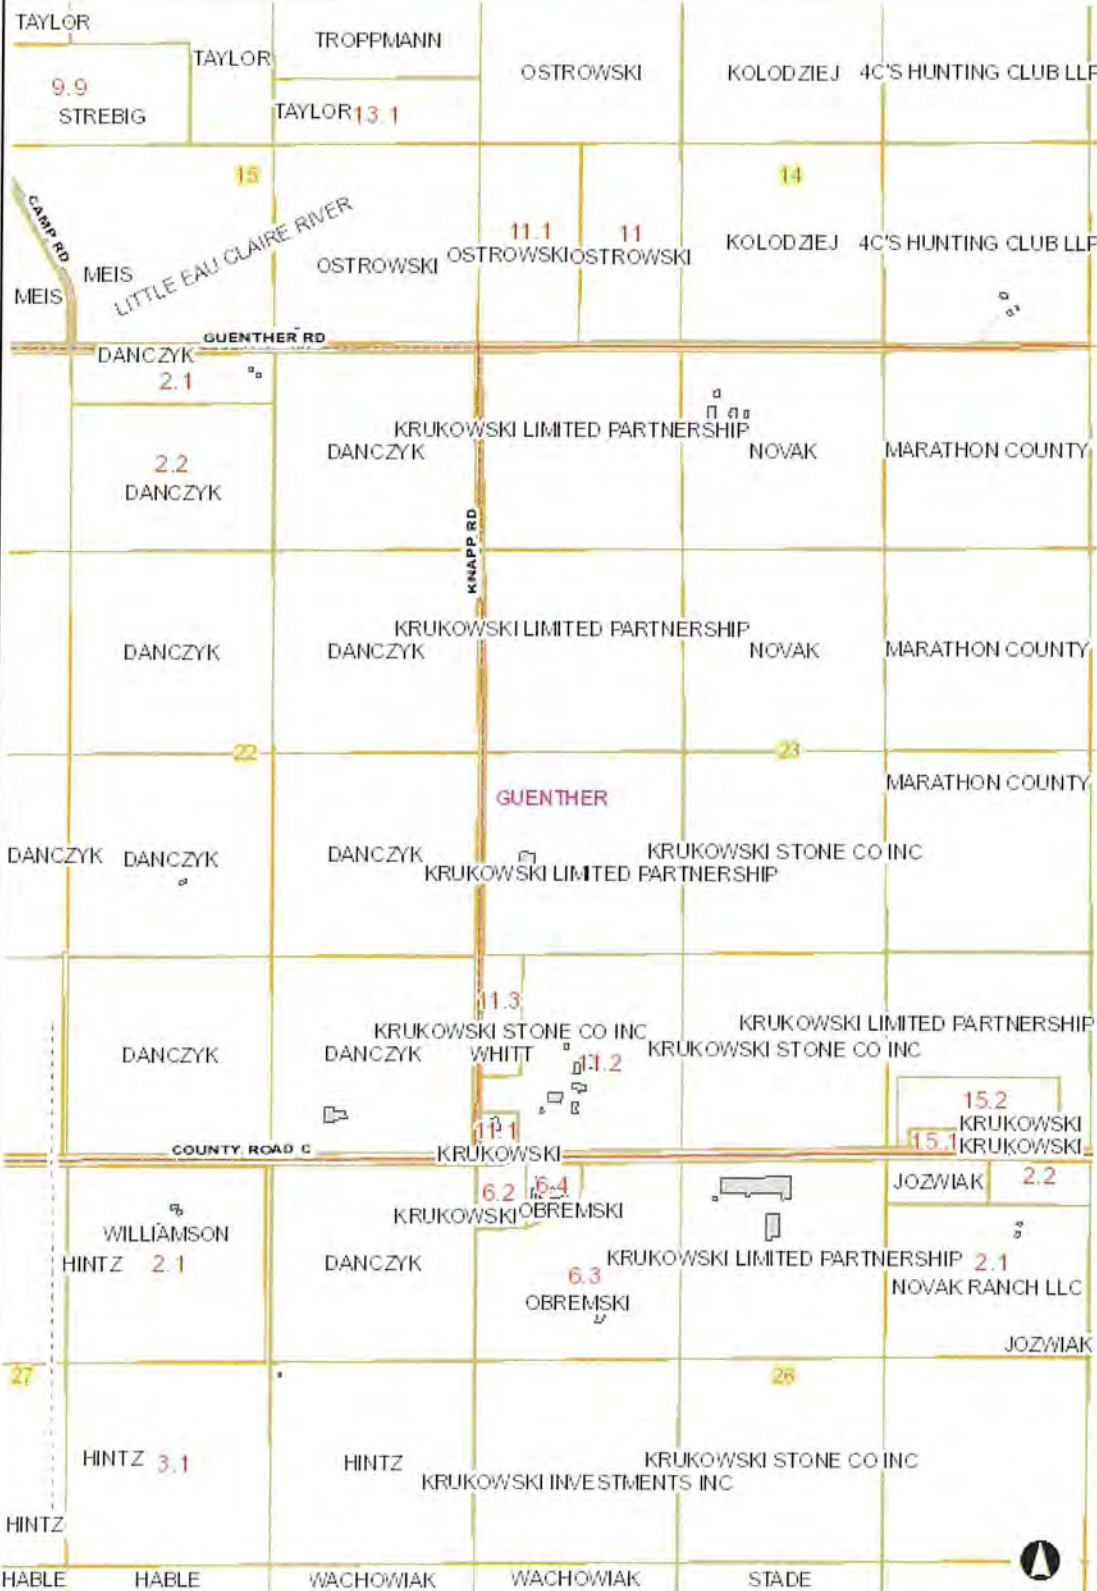 TAYLOR
TROPPMANN
TAYLOR
OSTROWSKI
KOLODZIEJ
4C'S HUNTING CLUB LLP
9.9
STREBIG
TAYLOR 13.1
15
14
CAMP RD
LITTLE EAU CLAIRE RIVER
11.1
11
OSTROWSKI
OSTROWSKI
OSTROWSKI
KOLODZIEJ
4C'S HUNTING CLUB LLP
MEIS
MEIS
GUENTHER RD
DANCZYK
2.1
KRUKOWSKI LIMITED PARTNERSHIP
DANCZYK
NOVAK
MARATHON COUNTY
2.2
DANCZYK
KNAPP RD
KRUKOWSKI LIMITED PARTNERSHIP
DANCZYK
DANCZYK
NOVAK
MARATHON COUNTY
22
23
MARATHON COUNTY
GUENTHER
DANCZYK
DANCZYK
DANCZYK
KRUKOWSKI STONE CO INC
KRUKOWSKI LIMITED PARTNERSHIP
11.3
KRUKOWSKI STONE CO INC
KRUKOWSKI LIMITED PARTNERSHIP
DANCZYK
DANCZYK
WHITT
KRUKOWSKI STONE CO INC
11.2
15.2
KRUKOWSKI
11.1
15.1
KRUKOWSKI
COUNTY ROAD C
KRUKOWSKI
6.2
6.4
JOZWIAK
2.2
KRUKOWSKI
OBREMSKI
WILLIAMSON
HINTZ 2.1
DANCZYK
KRUKOWSKI LIMITED PARTNERSHIP
2.1
6.3
OBREMSKI
NOVAK RANCH LLC
JOZWIAK
27
26
HINTZ 3.1
HINTZ
KRUKOWSKI STONE CO INC
KRUKOWSKI INVESTMENTS INC
HINTZ
HABLE
HABLE
WACHOWIAK
WACHOWIAK
STADE